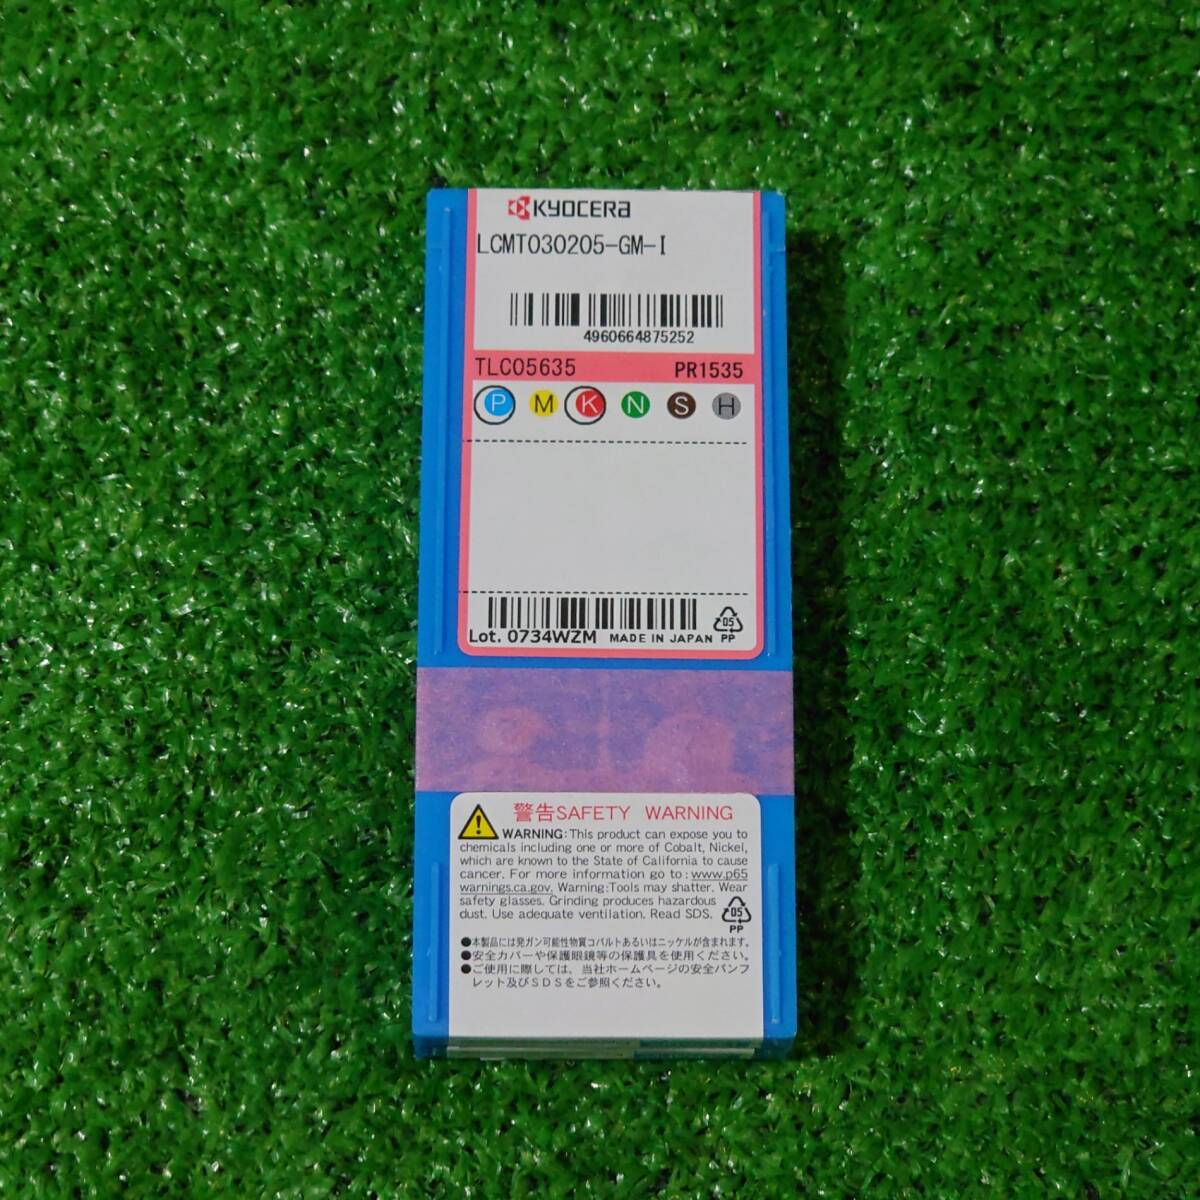 KYOCERA
LCMT030205-GM-I
4960664875252
TLC05635 PR1535
P M K N S H
Lot. 0734WZM MADE IN JAPAN
05
PP
警告SAFETY WARNING
WARNING:This product can expose you to
chemicals including one or more of Cobalt, Nickel,
which are known to the State of California to cause
cancer. For more information go to : www.p65
warnings.ca.gov. Warning:Tools may shatter. Wear
safety glasses. Grinding produces hazardous
dust. Use adequate ventilation. Read SDS.
05
PP
●本製品には発ガン可能性物質コバルトあるいはニッケルが含まれます。
●安全カバーや保護眼鏡等の保護具を使用ください。
●ご使用に際しては、当社ホームページの安全パンフ
レット及びSDSをご参照ください。